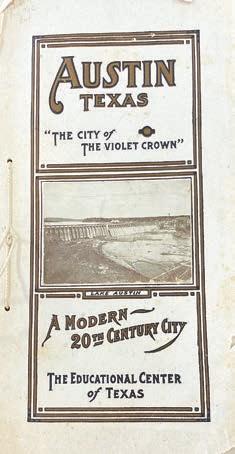 AUSTIN
TEXAS
"THE CITY of
THE VIOLET CROWN"
LAKE AUSTIN
A MODERN
20TH CENTURY CITY
THE EDUCATIONAL CENTER
of TEXAS